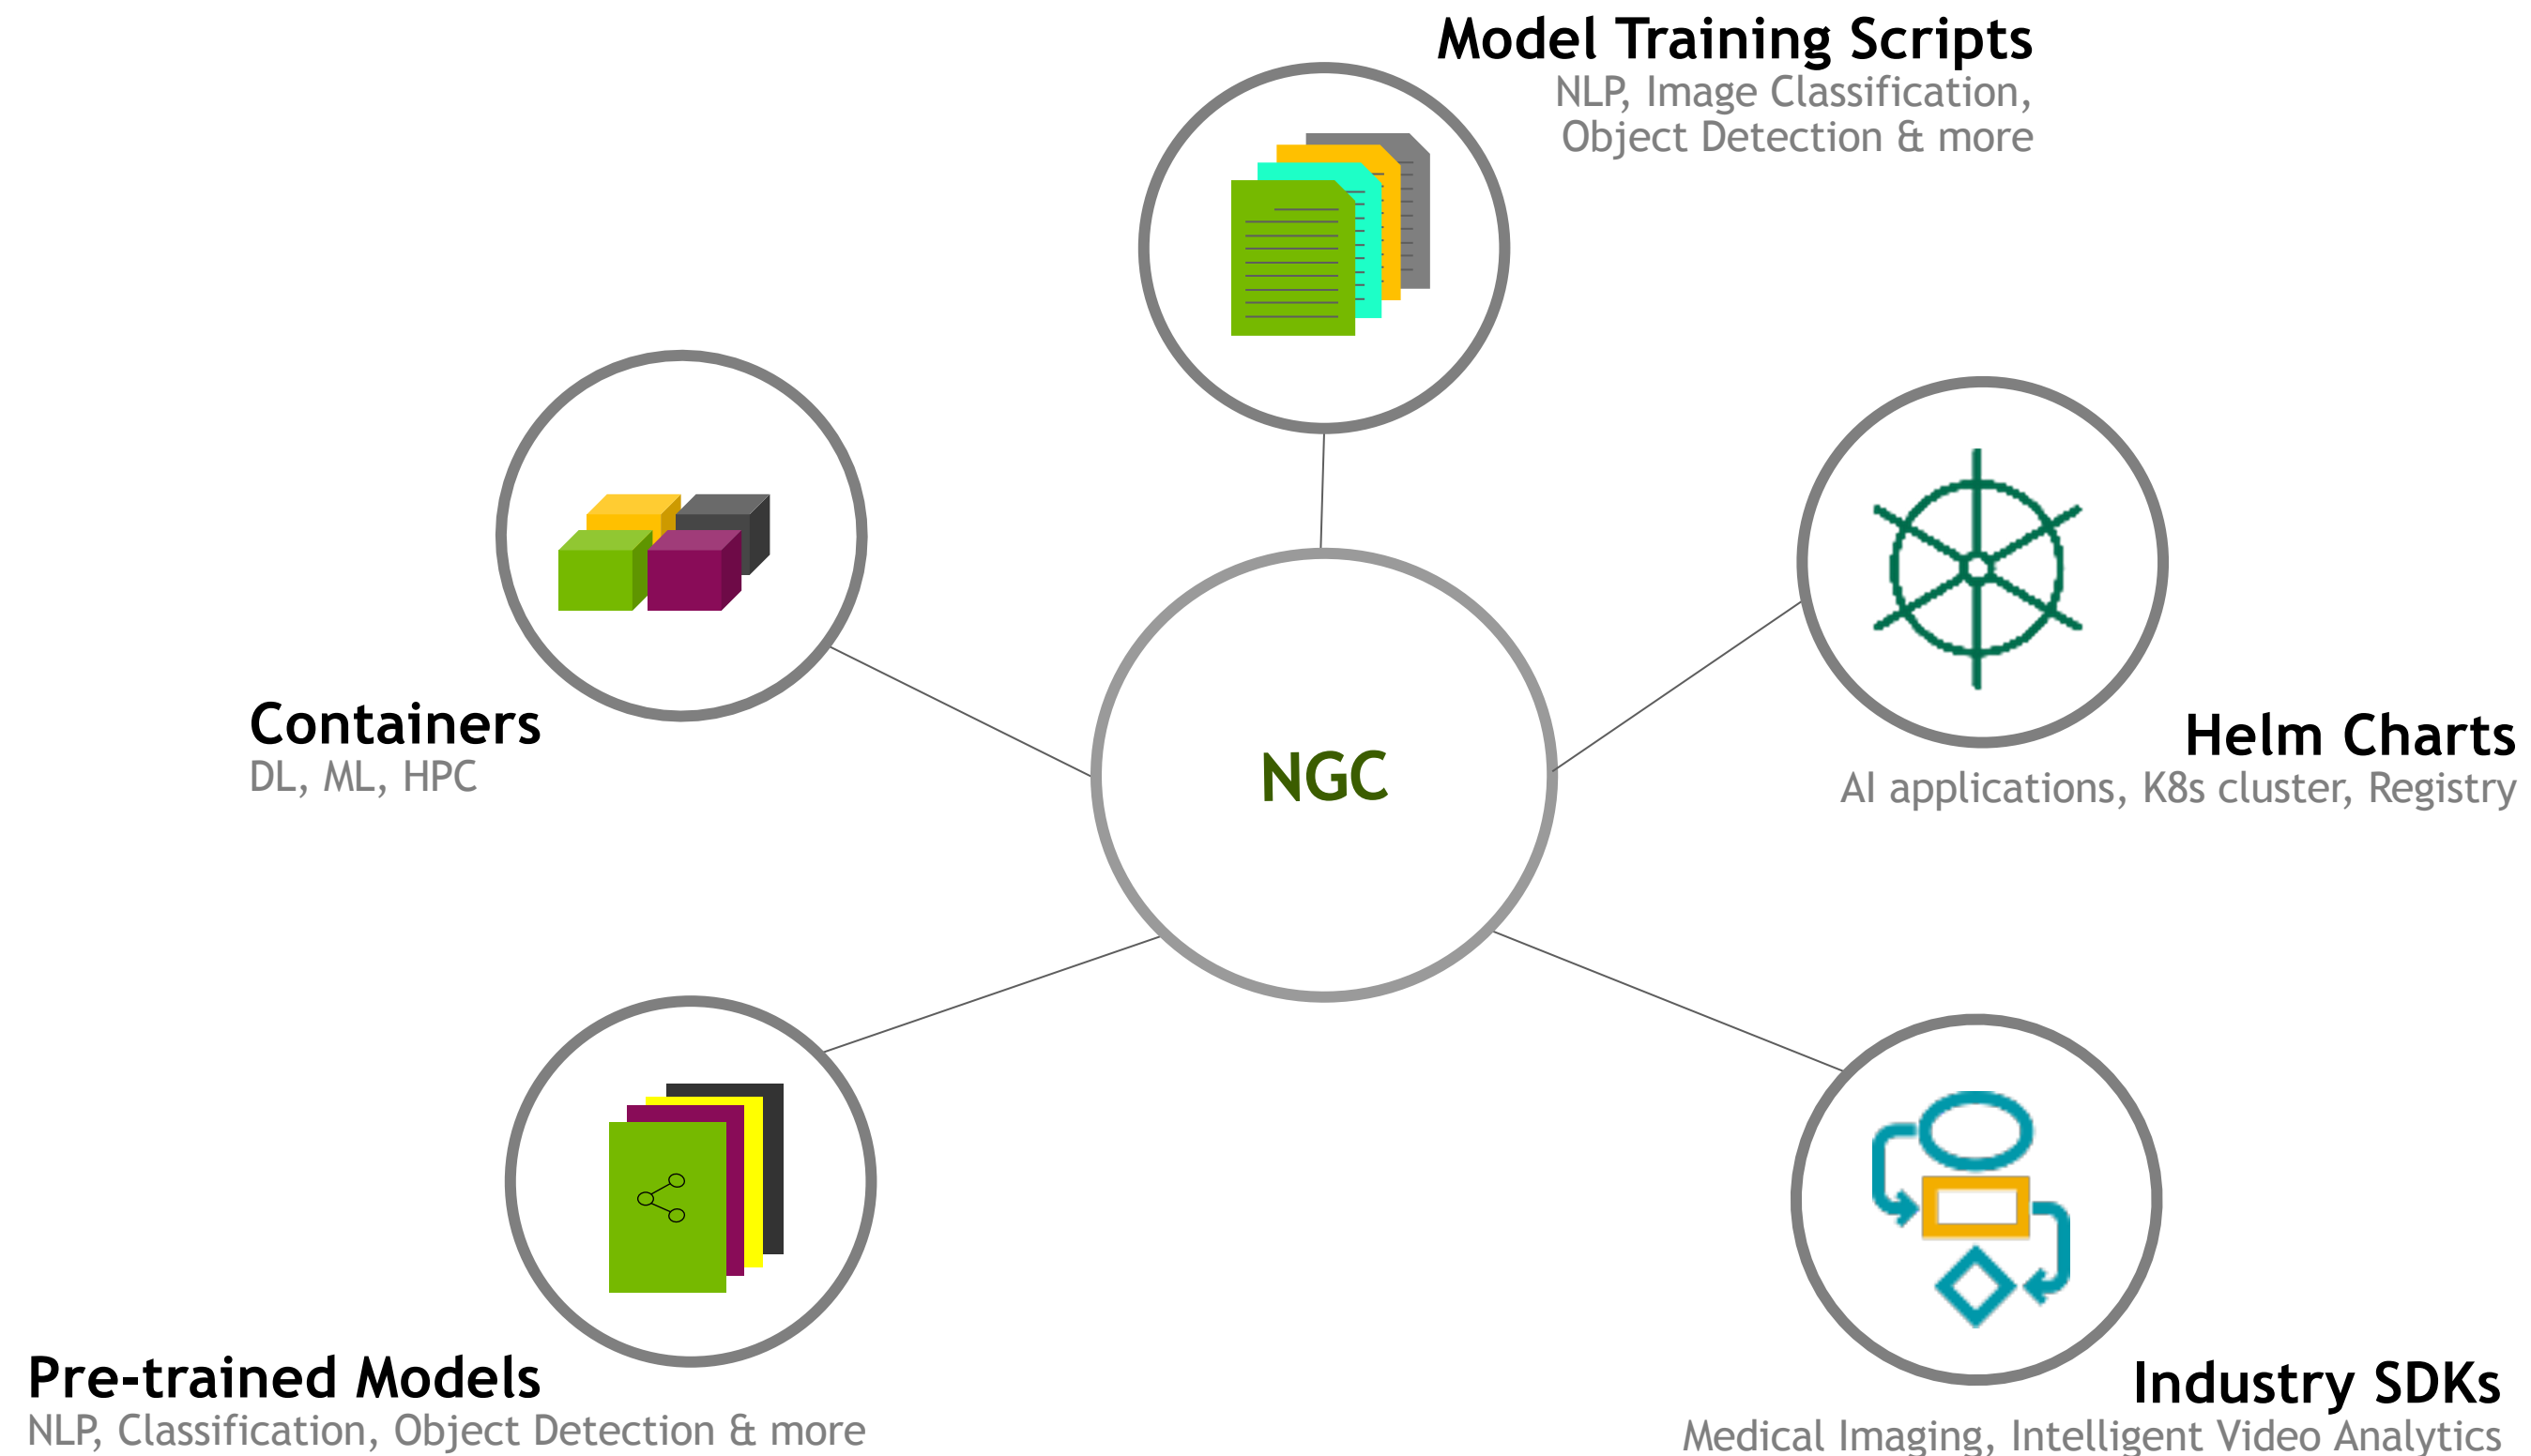 Model Training Scripts
NLP, Image Classification,
Object Detection & more
Containers
DL, ML, HPC
NGC
Helm Charts
AI applications, K8s cluster, Registry
Pre-trained Models
NLP, Classification, Object Detection & more
Industry SDKs
Medical Imaging, Intelligent Video Analytics